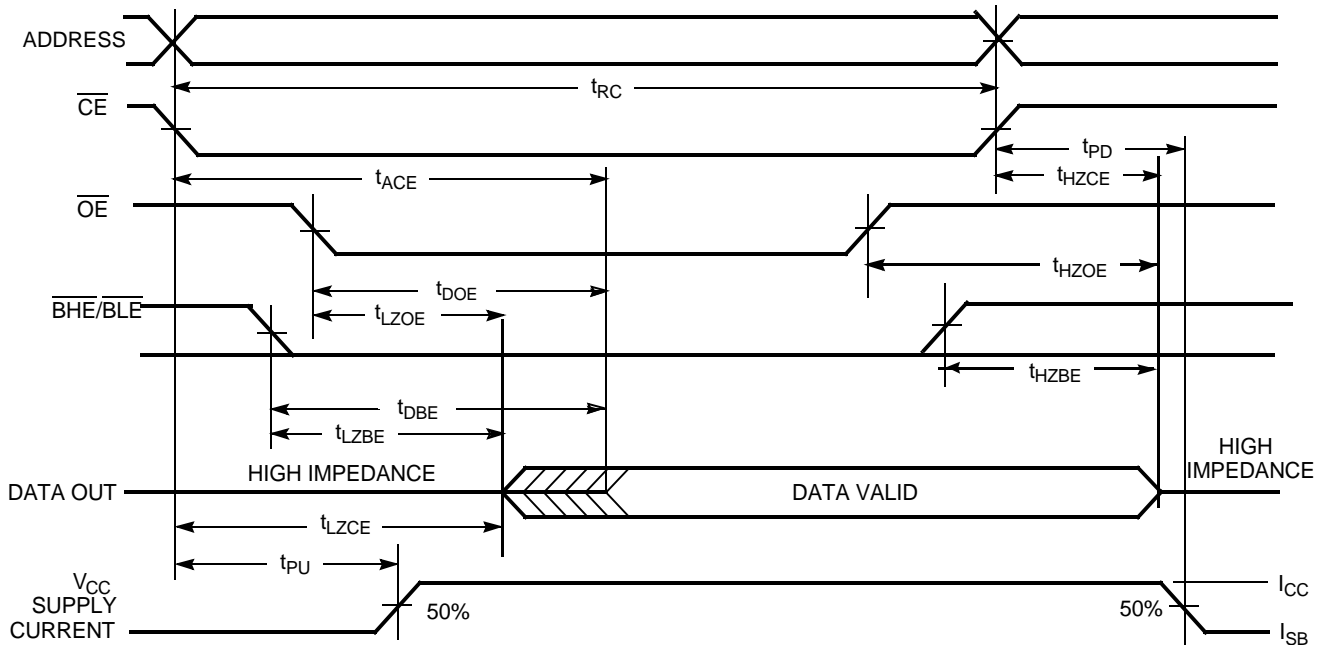 ADDRESS
tRC
CE
tPD
tACE
tHZCE
OE
tHZOE
tDOE
BHE/BLE
tLZOE
tHZBE
tDBE
tLZBE
HIGH IMPEDANCE
HIGH
IMPEDANCE
DATA OUT
DATA VALID
tLZCE
tPU
VCC
SUPPLY
CURRENT
50%
50%
ICC
ISB